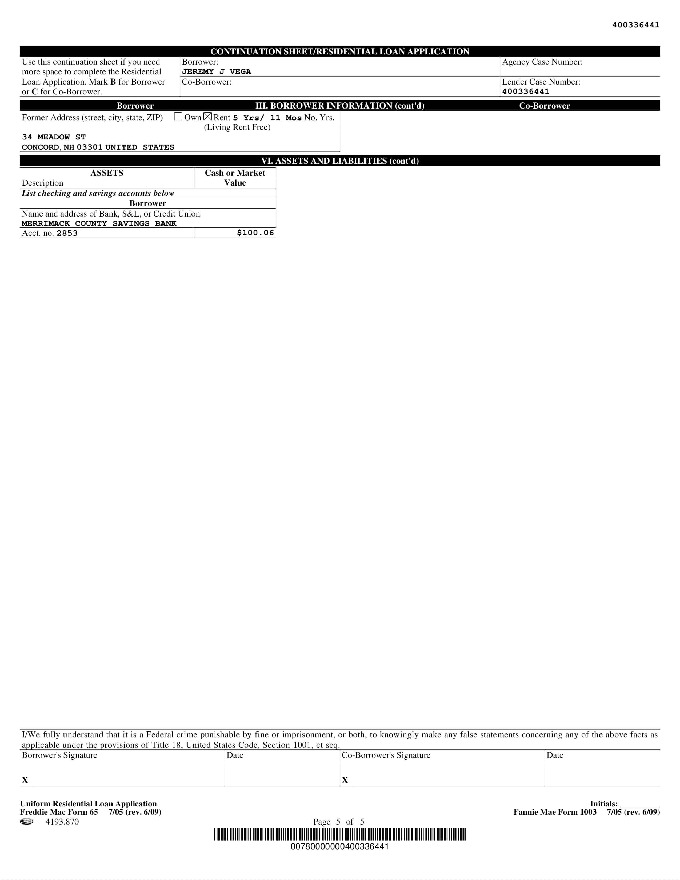 400336441
CONTINUATION SHEET/RESIDENTIAL LOAN APPLICATION
Use this continuation sheet if you need
more space to complete the Residential
Loan Application. Mark B for Borrower
or C for Co-Borrower.
Borrower:
JEREMY J VEGA
Co-Borrower:
Agency Case Number:
Lender Case Number:
400336441
Borrower III. BORROWER INFORMATION (cont'd) Co-Borrower
Former Address (street, city, state, ZIP) Own Rent 5 Yrs/ 11 Mos No. Yrs.
(Living Rent Free)
34 MEADOW ST
CONCORD, NH 03301 UNITED STATES
VI. ASSETS AND LIABILITIES (cont'd)
ASSETS
Description
Cash or Market
Value
List checking and savings accounts below
Borrower
Name and address of Bank, S&L, or Credit Union
MERRIMACK COUNTY SAVINGS BANK
Acct. no. 2853 $100.06
I/We fully understand that it is a Federal crime punishable by fine or imprisonment, or both, to knowingly make any false statements concerning any of the above facts as
applicable under the provisions of Title 18, United States Code, Section 1001, et seq.
Borrower's Signature Date Co-Borrower's Signature Date
X X
Uniform Residential Loan Application
Freddie Mac Form 65 7/05 (rev. 6/09)
4193.870
Page 5 of 5
Initials:
Fannie Mae Form 1003 7/05 (rev. 6/09)
00780000000400336441